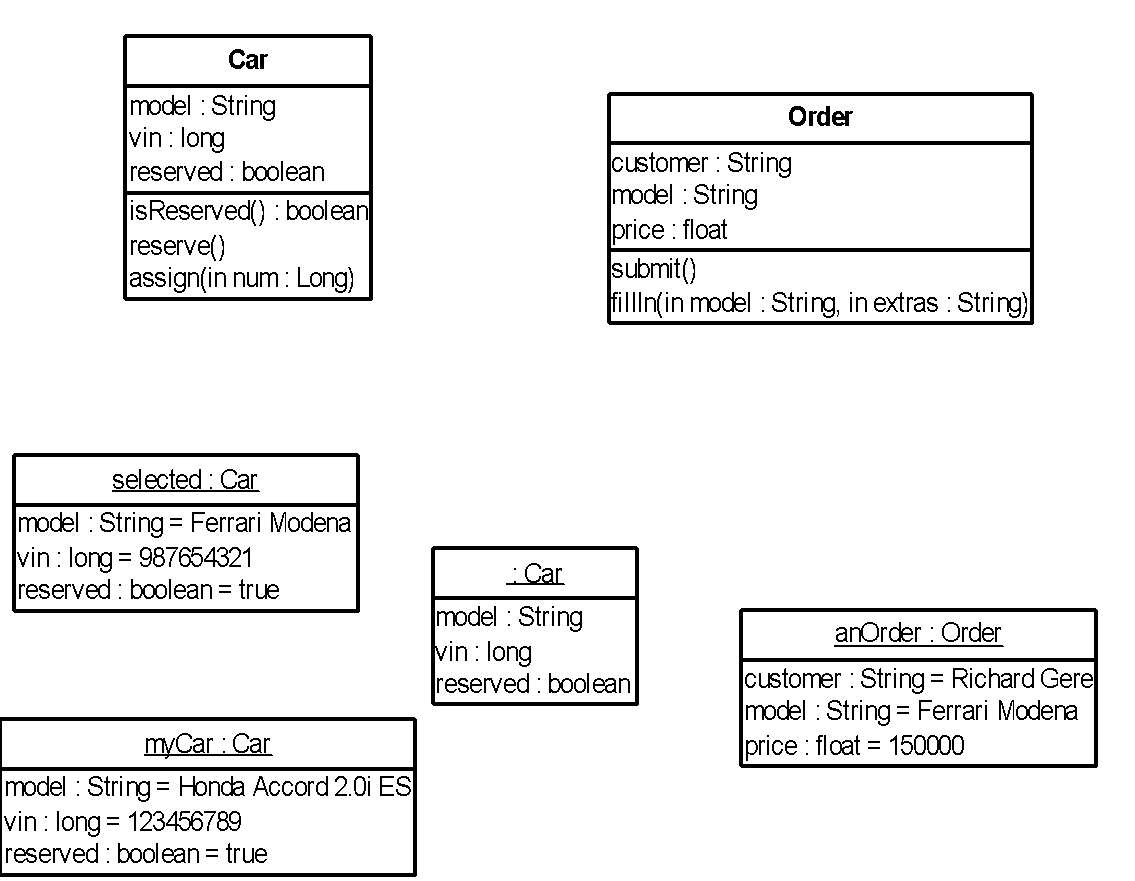 Car
model : String
vin : long
reserved : boolean
isReserved() : boolean
reserve()
assign(in num : Long)
Order
customer : String
model : String
price : float
submit()
fillIn(in model : String, in extras : String)
selected : Car
model : String = Ferrari Modena
vin : long = 987654321
reserved : boolean = true
: Car
model : String
vin : long
reserved : boolean
anOrder : Order
customer : String = Richard Gere
model : String = Ferrari Modena
price : float = 150000
myCar : Car
model : String = Honda Accord 2.0i ES
vin : long = 123456789
reserved : boolean = true